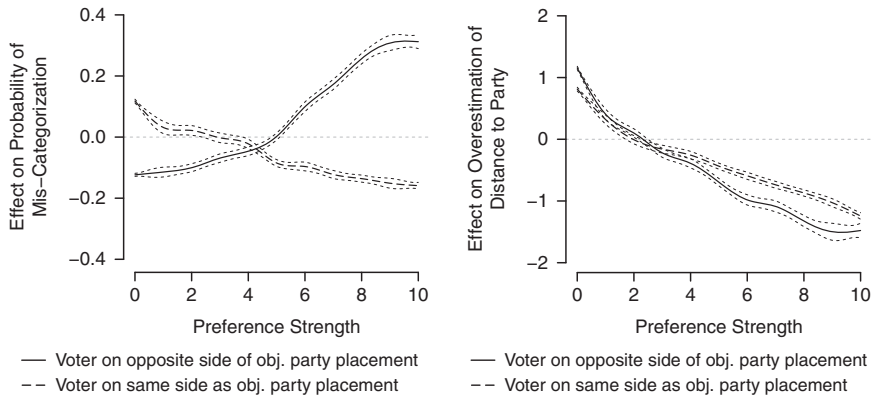 Effect on Probability of
Mis−Categorization
0.4
0.2
0.0
−0.2
−0.4
0 2 4 6 8 10
Preference Strength
Voter on opposite side of obj. party placement
Voter on same side as obj. party placement
Effect on Overestimation of
Distance to Party
2
1
0
−1
−2
0 2 4 6 8 10
Preference Strength
Voter on opposite side of obj. party placement
Voter on same side as obj. party placement